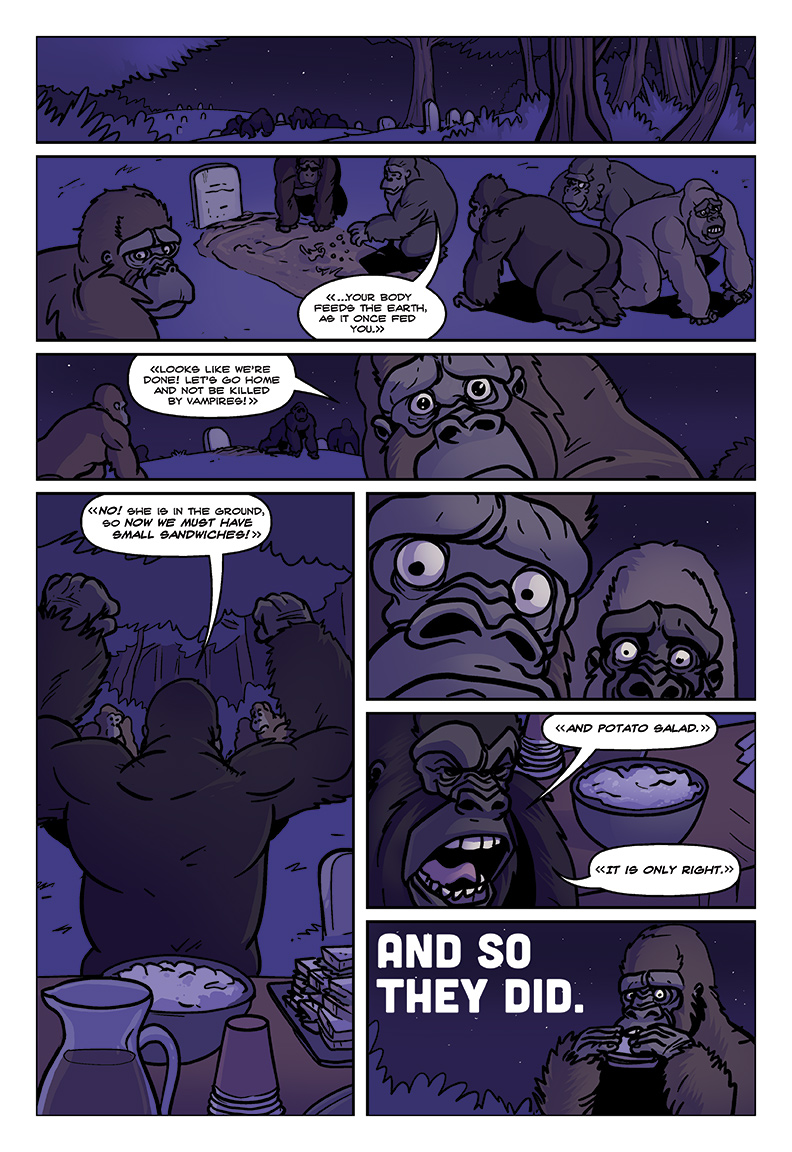 «...YOUR BODY
FEEDS THE EARTH,
AS IT ONCE FED
YOU.»
«LOOKS LIKE WE'RE
DONE! LET'S GO HOME
AND NOT BE KILLED
BY VAMPIRES!»
«NO! SHE IS IN THE GROUND,
SO NOW WE MUST HAVE
SMALL SANDWICHES!»
«AND POTATO SALAD.»
«IT IS ONLY RIGHT.»
AND SO
THEY DID.